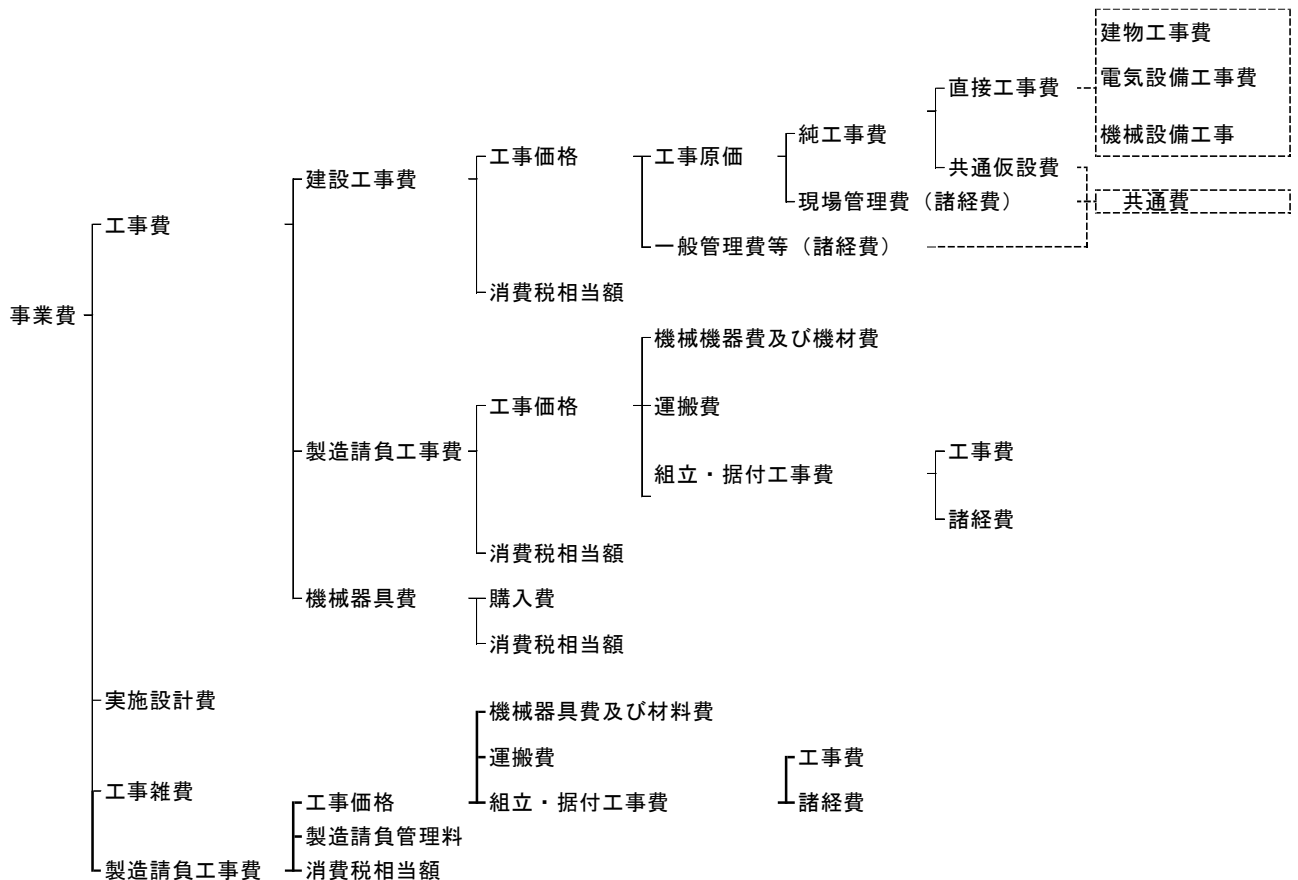 建物工事費
電気設備工事費
直接工事費
機械設備工事
純工事費
工事価格
工事原価
共通仮設費
建設工事費
現場管理費（諸経費）
共通費
工事費
一般管理費等（諸経費）
消費税相当額
事業費
機械機器費及び機材費
工事価格
運搬費
製造請負工事費
工事費
組立・据付工事費
諸経費
消費税相当額
機械器具費
購入費
消費税相当額
実施設計費
機械器具費及び材料費
運搬費
工事費
工事雑費
工事価格
組立・据付工事費
諸経費
製造請負管理料
製造請負工事費
消費税相当額